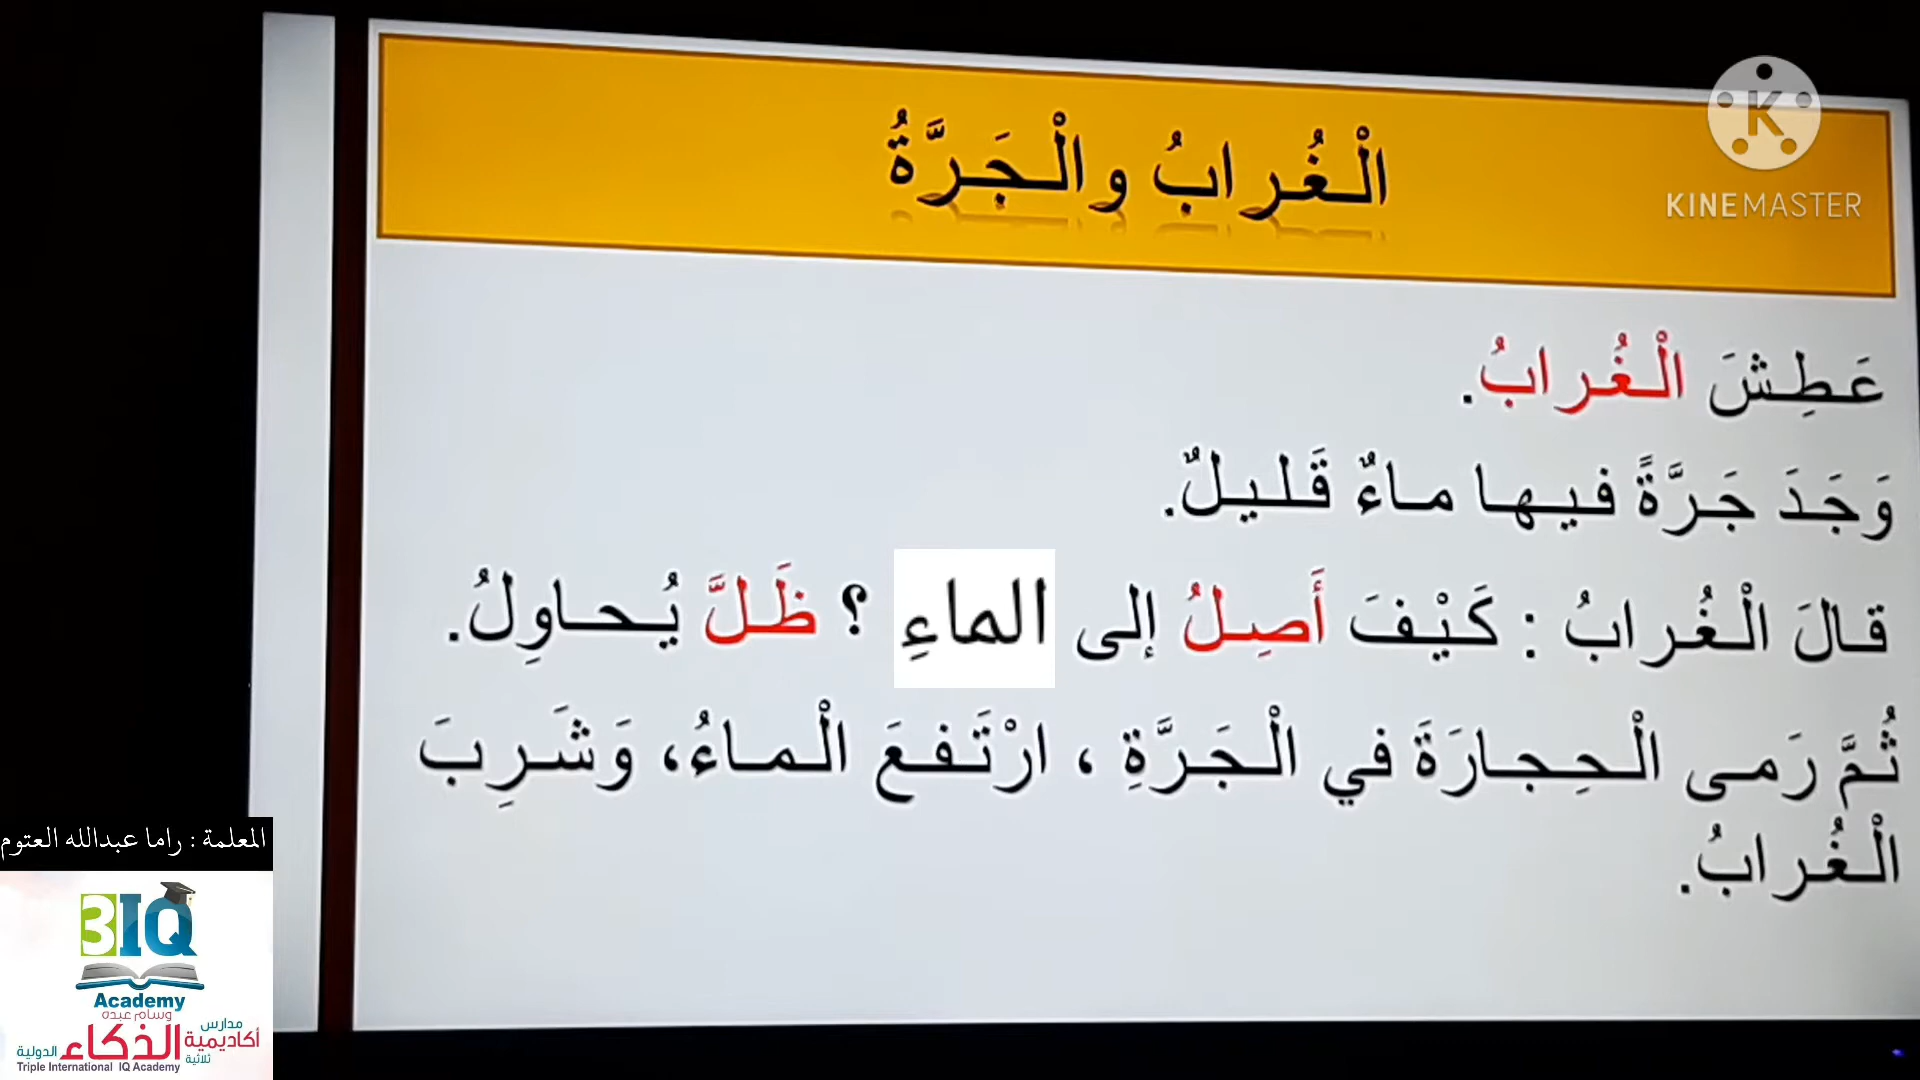 الْغُرابُ والْجَرَّةُ
KINEMASTER
عَطِشَ الْغُرابُ.
وَجَدَ جَرَّةً فيها ماءٌ قَليلٌ.
قالَ الْغُرابُ : كَيْفَ أَصِلُ إلى الماءِ ؟ ظَلَّ يُحاوِلُ.
ثُمَّ رَمى الْحِجارَةَ في الْجَرَّةِ ، ارْتَفعَ الْماءُ، وَشَرِبَ
الْغُرابُ.
المعلمة : راما عبدالله العتوم
3IQ
Academy
وسام عبده
مدارس
أكاديمية الذكاء الدولية
ثلاثية
Triple International IQ Academy